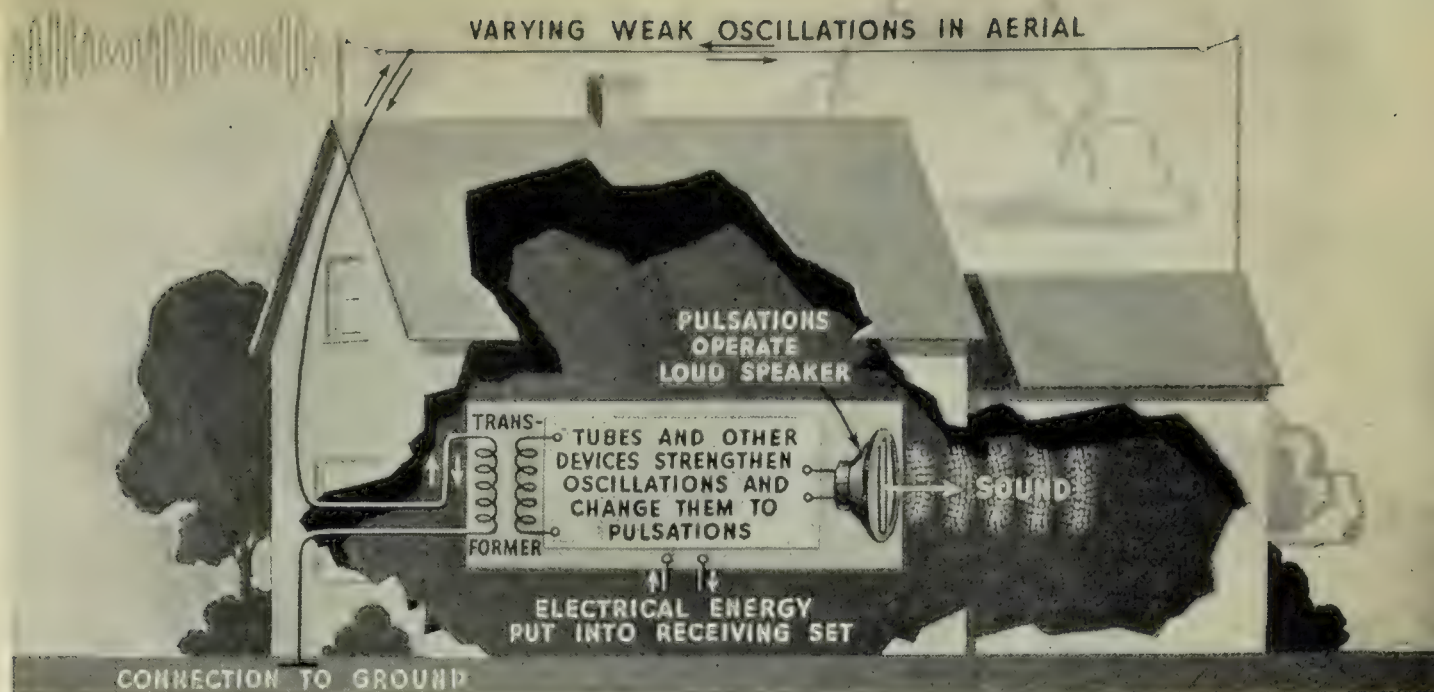 VARYING WEAK OSCILLATIONS IN AERIAL
PULSATIONS
OPERATE
LOUD SPEAKER
TRANS-
FORMER
TUBES AND OTHER
DEVICES STRENGTHEN
OSCILLATIONS AND
CHANGE THEM TO
PULSATIONS
SOUND
ELECTRICAL ENERGY
PUT INTO RECEIVING SET
CONNECTION TO GROUND